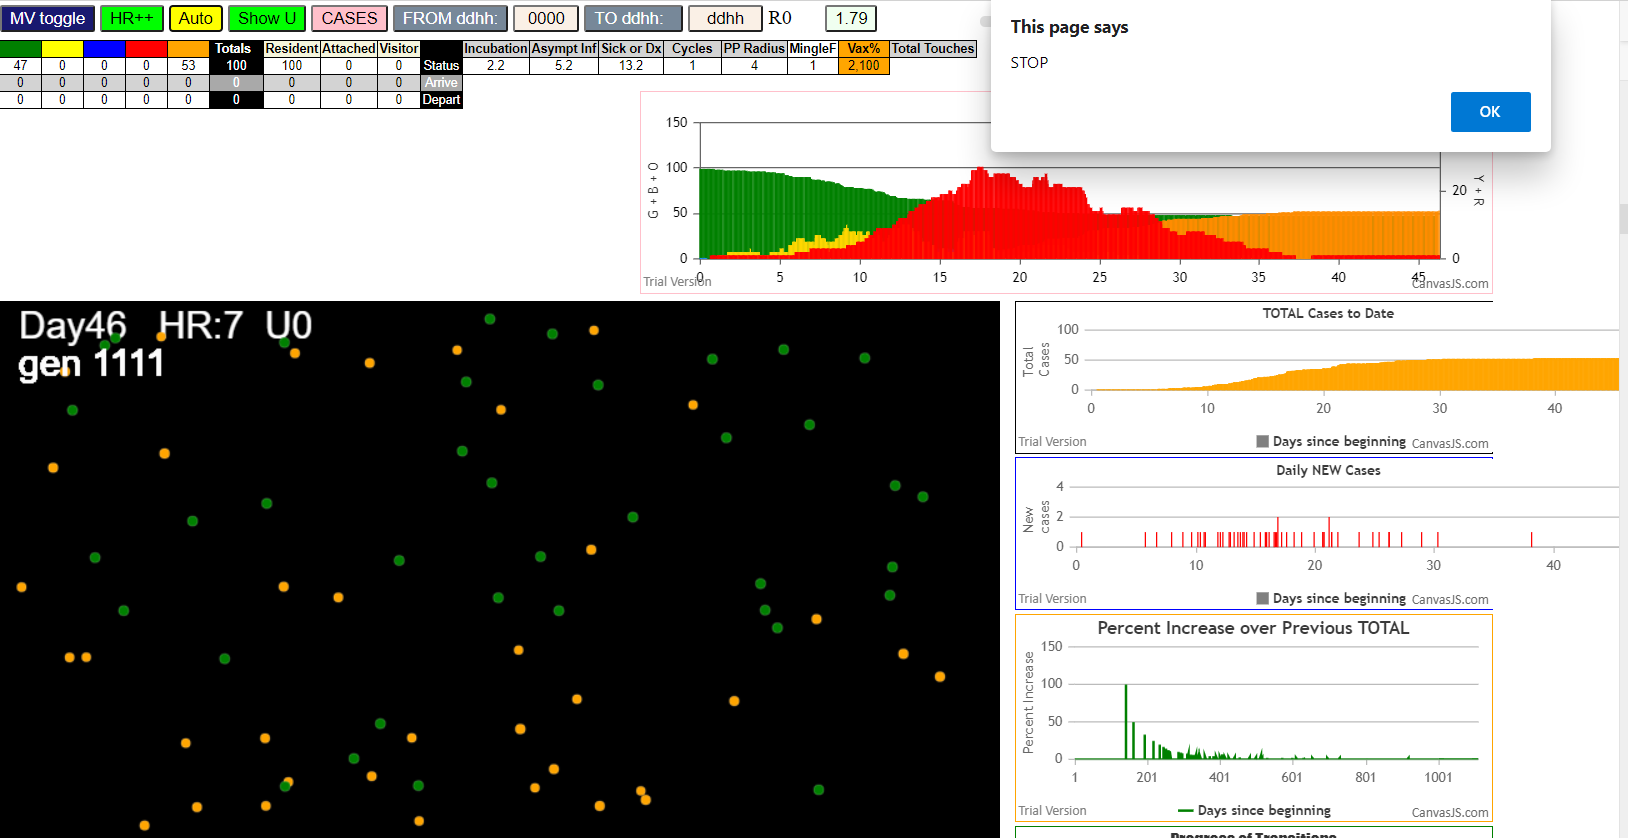 MV toggle HR++ Auto Show U CASES FROM ddhh: 0000 TO ddhh: ddhh R0 1.79
This page says
STOP
OK
Totals Resident Attached Visitor Incubation Asympt Inf Sick or Dx Cycles PP Radius MingleF Vax% Total Touches
47 0 0 0 53 100 100 0 0 Status 2.2 5.2 13.2 1 4 1 2,100
0 0 0 0 0 0 0 0 0 Arrive
0 0 0 0 0 0 0 0 0 Depart
150
100
50
0
G + B + O
20
0
Y + R
0 5 10 15 20 25 30 35 40 45
Trial Version
CanvasJS.com
Day46 HR:7 U0
gen 1111
TOTAL Cases to Date
100
50
0
Total
Cases
0 10 20 30 40
Days since beginning
Trial Version
CanvasJS.com
Daily NEW Cases
4
2
0
New
cases
0 10 20 30 40
Days since beginning
Trial Version
CanvasJS.com
Percent Increase over Previous TOTAL
150
100
50
0
Percent Increase
1 201 401 601 801 1001
Days since beginning
Trial Version
CanvasJS.com
Progress of Transitions